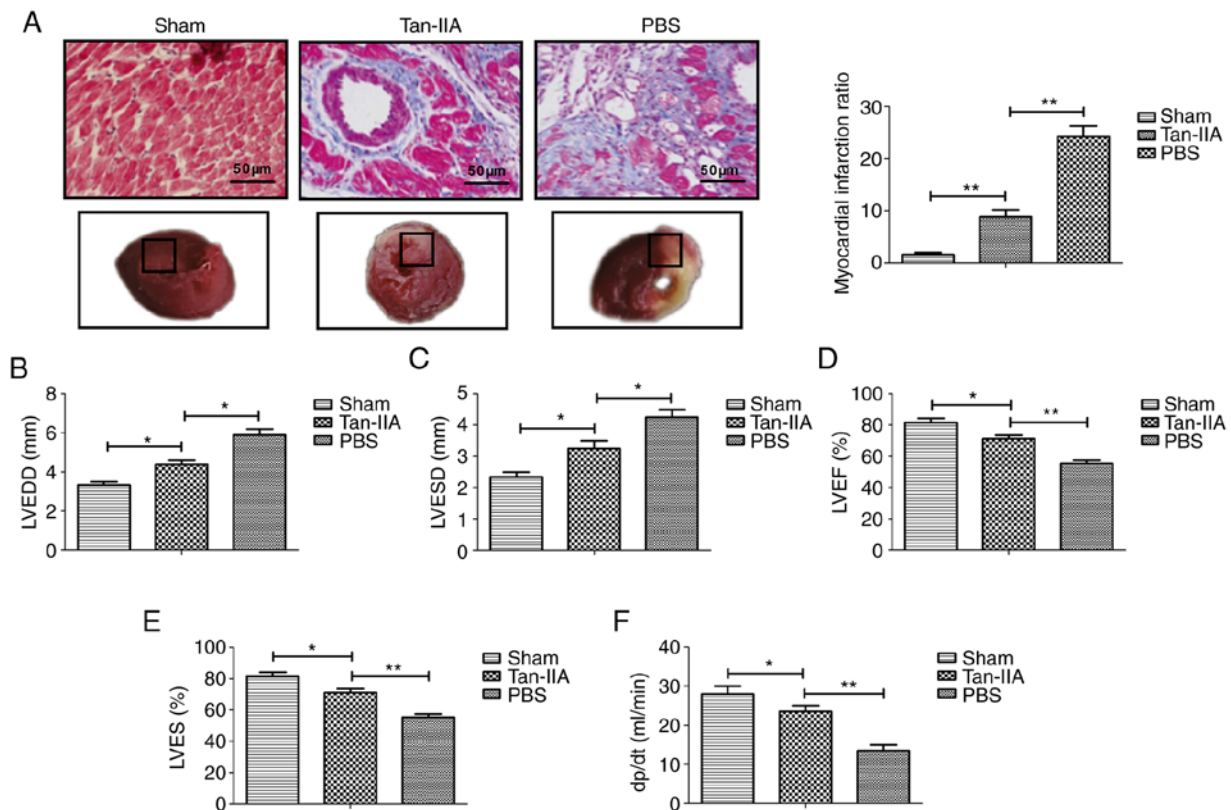 A
Sham
Tan-IIA
PBS
50μm
50μm
50μm
Myocardial infarction ratio
30
20
10
0
**
**
Sham
Tan-IIA
PBS
B
LVEDD (mm)
8
6
4
2
0
*
*
Sham
Tan-IIA
PBS
C
LVESD (mm)
5
4
3
2
1
0
*
*
Sham
Tan-IIA
PBS
D
LVEF (%)
100
80
60
40
80
0
*
**
Sham
Tan-IIA
PBS
E
LVES (%)
100
80
60
40
80
0
*
**
Sham
Tan-IIA
PBS
F
dp/dt (ml/min)
40
30
20
10
0
*
**
Sham
Tan-IIA
PBS